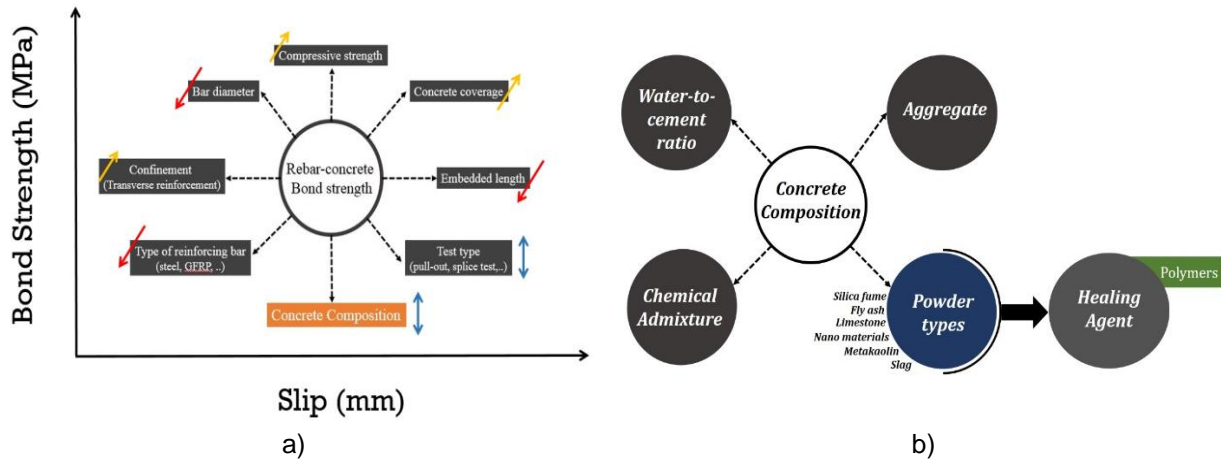 Bond Strength (MPa)
Compressive strength
Bar diameter
Concrete coverage
Confinement
(Transverse reinforcement)
Rebar-concrete
Bond strength
Embedded length
Type of reinforcing bar
(steel, GFRP, ..)
Test type
(pull-out, splice test,..)
Concrete Composition
Slip (mm)
a)
Water-to-
cement
ratio
Aggregate
Concrete
Composition
Chemical
Admixture
Silica fume
Fly ash
Limestone
Nano materials
Metakaolin
Slag
Powder
types
Healing
Agent
Polymers
b)